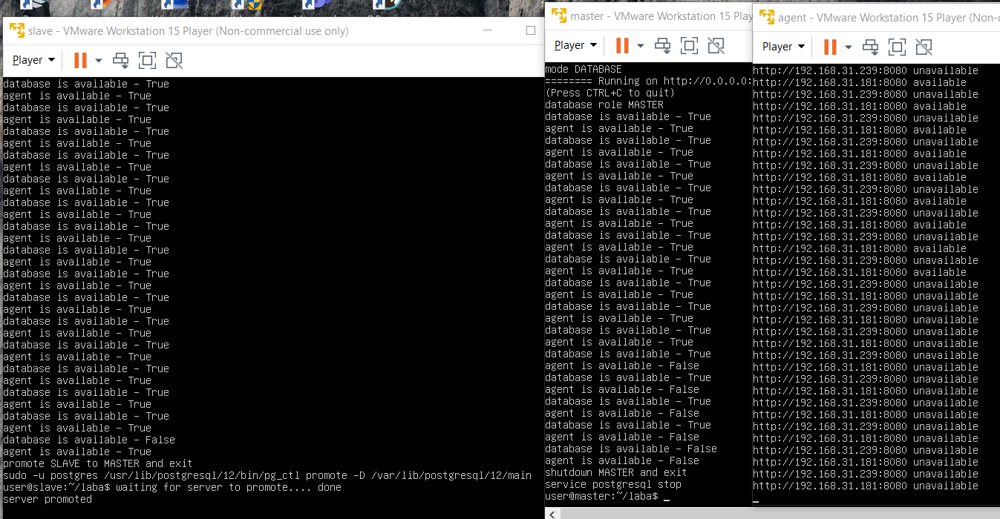 slave - VMware Workstation 15 Player (Non-commercial use only)
Player
database is available - True
agent is available - True
database is available - True
agent is available - True
database is available - True
agent is available - True
database is available - True
agent is available - True
database is available - True
agent is available - True
database is available - True
agent is available - True
database is available - True
agent is available - True
database is available - True
agent is available - True
database is available - True
agent is available - True
database is available - True
agent is available - True
database is available - True
agent is available - True
database is available - True
agent is available - True
database is available - True
agent is available - True
database is available - True
agent is available - True
database is available - True
agent is available - True
database is available - False
agent is available - True
promote SLAVE to MASTER and exit
sudo -u postgres /usr/lib/postgresql/12/bin/pg_ctl promote -D /var/lib/postgresql/12/main
user@slave:~/laba$ waiting for server to promote.... done
server promoted
master - VMware Workstation 15 Play
Player
mode DATABASE
======== Running on http://0.0.0.0:
(Press CTRL+C to quit)
database role MASTER
database is available - True
agent is available - True
database is available - True
agent is available - True
database is available - True
agent is available - True
database is available - True
agent is available - True
database is available - True
agent is available - True
database is available - True
agent is available - True
database is available - True
agent is available - True
database is available - True
agent is available - True
database is available - True
agent is available - True
database is available - True
agent is available - True
database is available - True
agent is available - False
database is available - True
agent is available - False
database is available - True
agent is available - False
database is available - True
agent is available - False
database is available - False
agent is available - False
shutdown MASTER and exit
service postgresql stop
user@master:~/laba$ _
agent - VMware Workstation 15 Player (Non-c
Player
http://192.168.31.239:8080 unavailable
http://192.168.31.181:8080 available
http://192.168.31.239:8080 unavailable
http://192.168.31.181:8080 available
http://192.168.31.239:8080 unavailable
http://192.168.31.181:8080 available
http://192.168.31.239:8080 unavailable
http://192.168.31.181:8080 available
http://192.168.31.239:8080 unavailable
http://192.168.31.181:8080 available
http://192.168.31.239:8080 unavailable
http://192.168.31.181:8080 available
http://192.168.31.239:8080 unavailable
http://192.168.31.181:8080 available
http://192.168.31.239:8080 unavailable
http://192.168.31.181:8080 available
http://192.168.31.239:8080 unavailable
http://192.168.31.181:8080 available
http://192.168.31.239:8080 unavailable
http://192.168.31.181:8080 unavailable
http://192.168.31.239:8080 unavailable
http://192.168.31.181:8080 unavailable
http://192.168.31.239:8080 unavailable
http://192.168.31.181:8080 unavailable
http://192.168.31.239:8080 unavailable
http://192.168.31.181:8080 unavailable
http://192.168.31.239:8080 unavailable
http://192.168.31.181:8080 unavailable
http://192.168.31.239:8080 unavailable
http://192.168.31.181:8080 unavailable
http://192.168.31.239:8080 unavailable
http://192.168.31.181:8080 unavailable
http://192.168.31.239:8080 unavailable
http://192.168.31.181:8080 unavailable
http://192.168.31.239:8080 unavailable
http://192.168.31.181:8080 unavailable
_